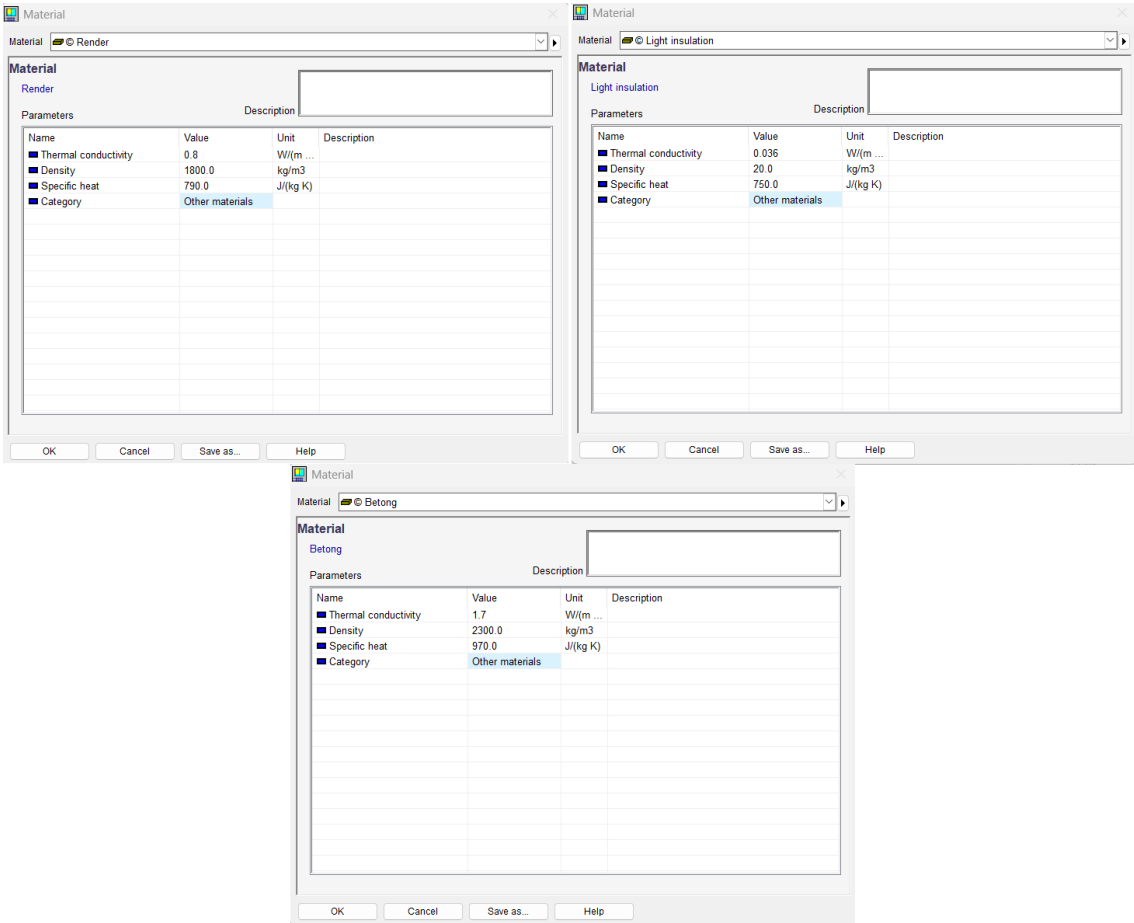 Material
Material © Render
Material
Render
Description
Parameters
Name Value Unit Description
Thermal conductivity 0.8 W/(m ...
Density 1800.0 kg/m3
Specific heat 790.0 J/(kg K)
Category Other materials
OK Cancel Save as... Help
Material
Material © Light insulation
Material
Light insulation
Description
Parameters
Name Value Unit Description
Thermal conductivity 0.036 W/(m ...
Density 20.0 kg/m3
Specific heat 750.0 J/(kg K)
Category Other materials
OK Cancel Save as... Help
Material
Material © Betong
Material
Betong
Description
Parameters
Name Value Unit Description
Thermal conductivity 1.7 W/(m ...
Density 2300.0 kg/m3
Specific heat 970.0 J/(kg K)
Category Other materials
OK Cancel Save as... Help